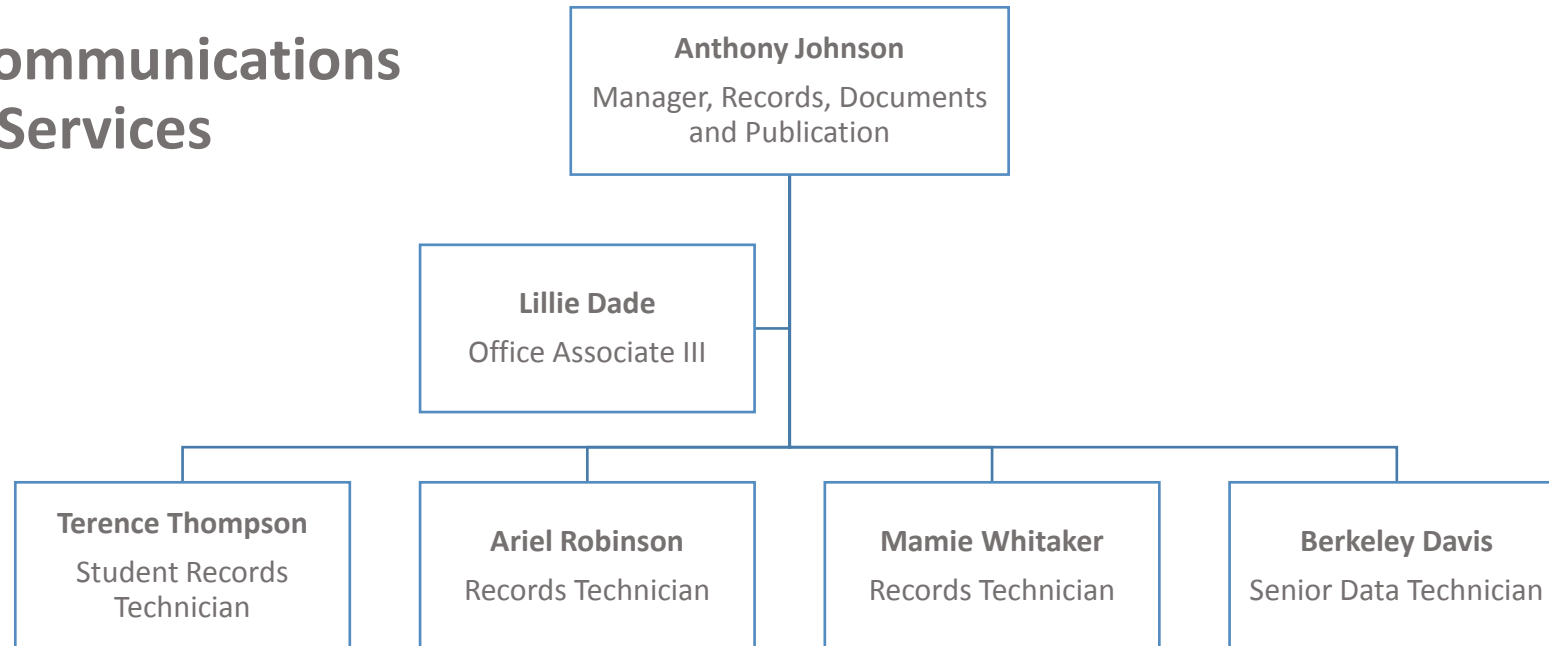 ommunications
Services
Anthony Johnson
Manager, Records, Documents
and Publication
Lillie Dade
Office Associate III
Terence Thompson
Student Records
Technician
Ariel Robinson
Records Technician
Mamie Whitaker
Records Technician
Berkeley Davis
Senior Data Technician